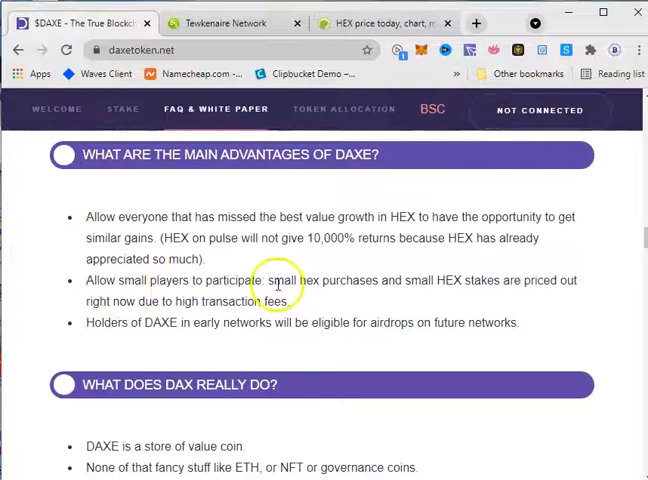 $DAXE - The True Blockch
Tewkenaire Network
HEX price today, chart, m
daxetoken.net
Apps
Waves Client
Namecheap.com -...
Clipbucket Demo –...
Other bookmarks
Reading list
WELCOME
STAKE
FAQ & WHITE PAPER
TOKEN ALLOCATION
BSC
NOT CONNECTED
WHAT ARE THE MAIN ADVANTAGES OF DAXE?
Allow everyone that has missed the best value growth in HEX to have the opportunity to get
similar gains. (HEX on pulse will not give 10,000% returns because HEX has already
appreciated so much).
Allow small players to participate: small hex purchases and small HEX stakes are priced out
right now due to high transaction fees.
Holders of DAXE in early networks will be eligible for airdrops on future networks.
WHAT DOES DAX REALLY DO?
DAXE is a store of value coin.
None of that fancy stuff like ETH, or NFT or governance coins.